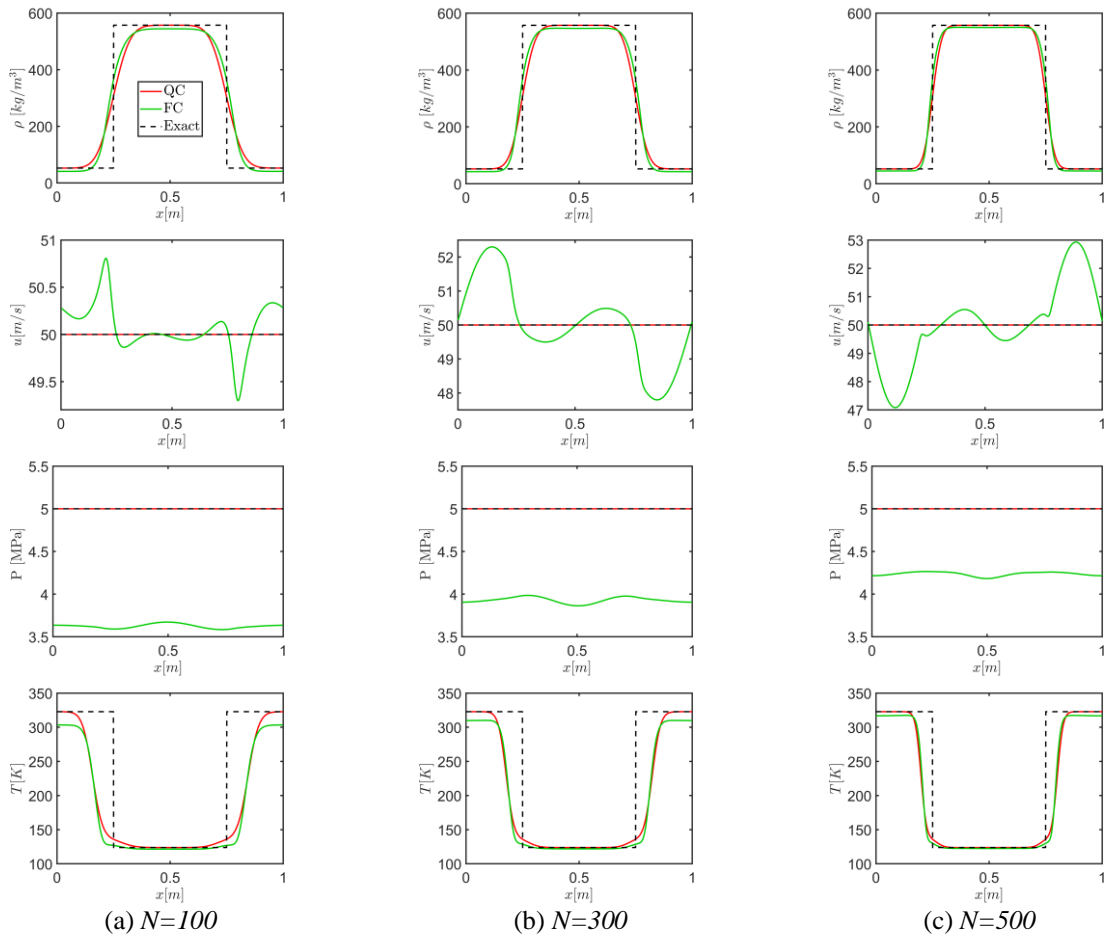 600
400
200
0
ρ [kg/m³]
QC
FC
Exact
0 0.5 1
x[m]
600
400
200
0
ρ [kg/m³]
0 0.5 1
x[m]
600
400
200
0
ρ [kg/m³]
0 0.5 1
x[m]
51
50.5
50
49.5
u[m/s]
0 0.5 1
x[m]
52
51
50
49
48
u[m/s]
0 0.5 1
x[m]
53
52
51
50
49
48
47
u[m/s]
0 0.5 1
x[m]
5.5
5
4.5
4
3.5
P [MPa]
0 0.5 1
x[m]
5.5
5
4.5
4
3.5
P [MPa]
0 0.5 1
x[m]
5.5
5
4.5
4
3.5
P [MPa]
0 0.5 1
x[m]
350
300
250
200
150
100
T[K]
0 0.5 1
x[m]
350
300
250
200
150
100
T[K]
0 0.5 1
x[m]
350
300
250
200
150
100
T[K]
0 0.5 1
x[m]
(a) N=100
(b) N=300
(c) N=500